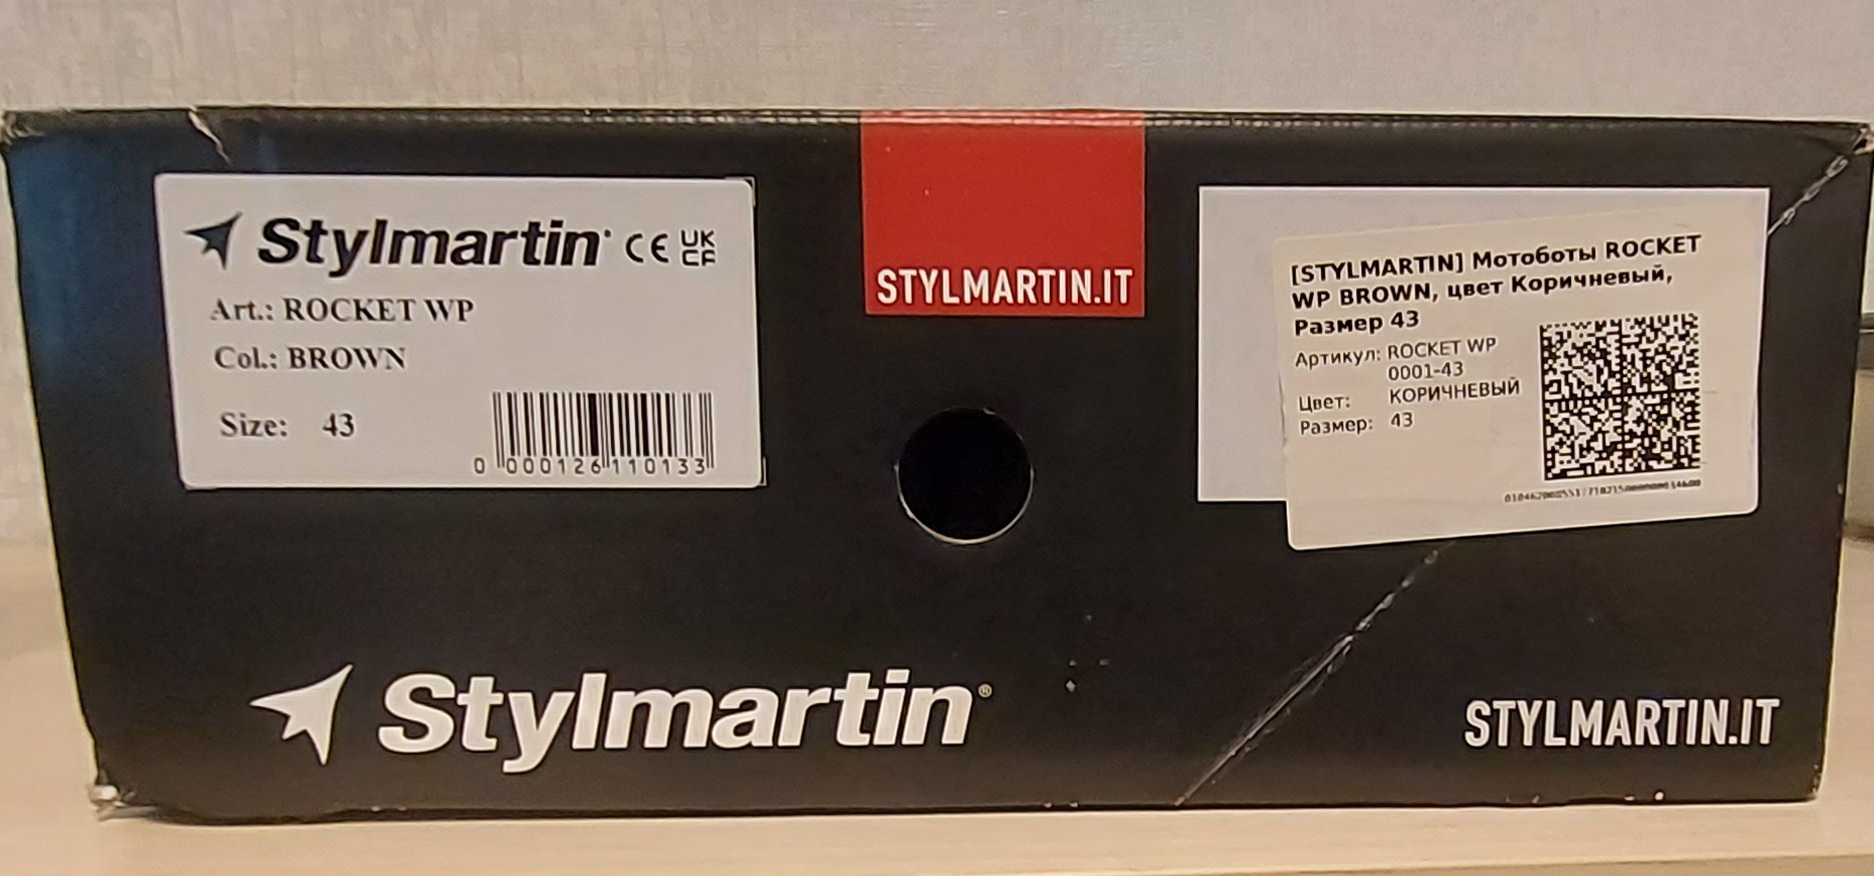 Stylmartin CE UK CA
Art.: ROCKET WP
Col.: BROWN
Size: 43
0 000126 110133
STYLMARTIN.IT
[STYLMARTIN] Мотоботы ROCKET
WP BROWN, цвет Коричневый,
Размер 43
Артикул: ROCKET WP
0001-43
Цвет: КОРИЧНЕВЫЙ
Размер: 43
Stylmartin®
STYLMARTIN.IT